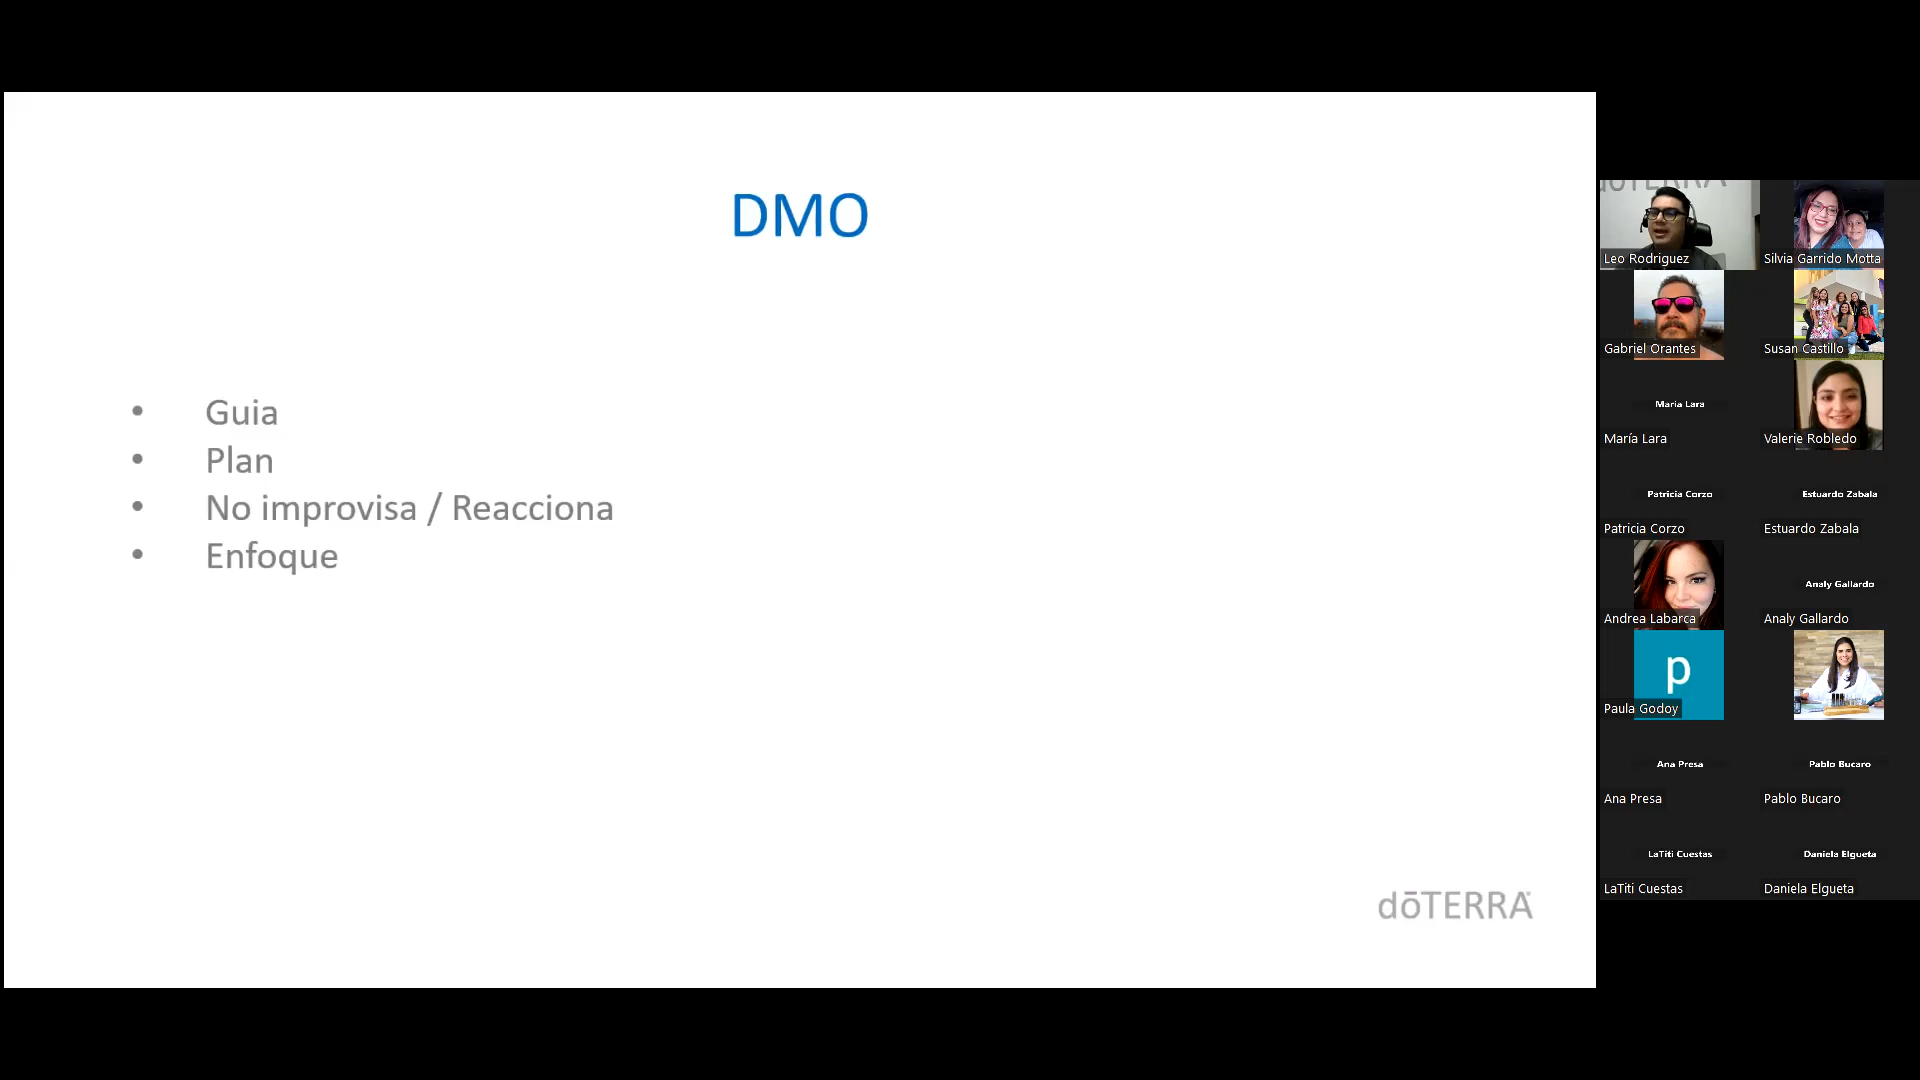 DMO
• Guia
• Plan
• No improvisa / Reacciona
• Enfoque
dōTERRA
dōTERRA
Leo Rodriguez
Silvia Garrido Motta
Gabriel Orantes
Susan Castillo
Maria Lara
María Lara
Valerie Robledo
Patricia Corzo
Patricia Corzo
Estuardo Zabala
Estuardo Zabala
Andrea Labarca
Analy Gallardo
Analy Gallardo
p
Paula Godoy
Ana Presa
Ana Presa
Pablo Bucaro
Pablo Bucaro
LaTiti Cuestas
LaTiti Cuestas
Daniela Elgueta
Daniela Elgueta